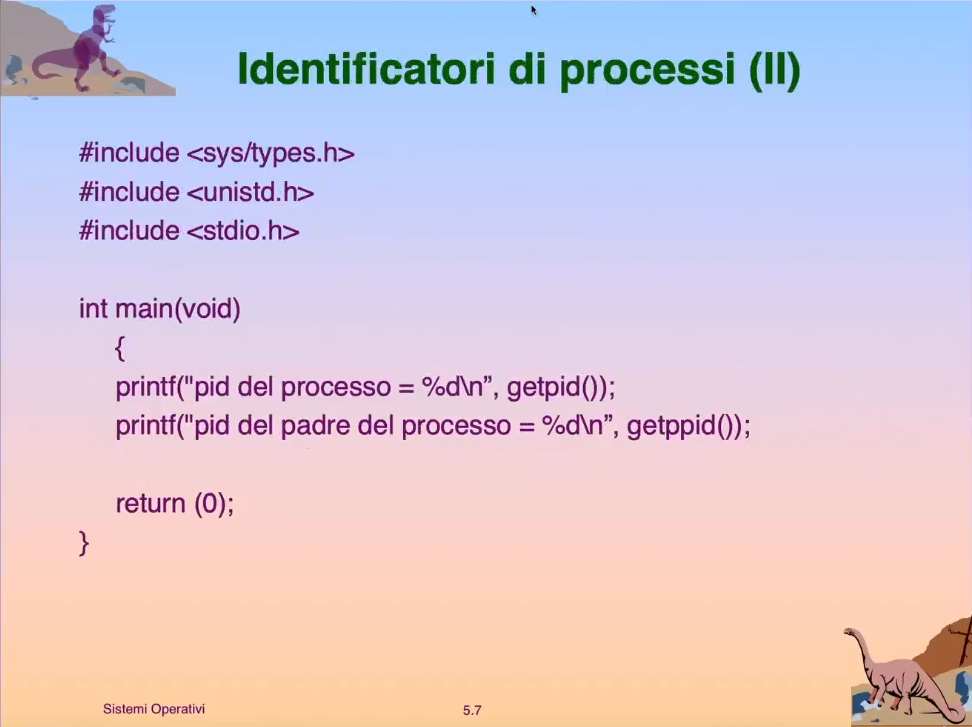 Identificatori di processi (II)
#include <sys/types.h>
#include <unistd.h>
#include <stdio.h>
int main(void)
{
printf("pid del processo = %d\n”, getpid());
printf("pid del padre del processo = %d\n”, getppid());
return (0);
}
Sistemi Operativi
5.7